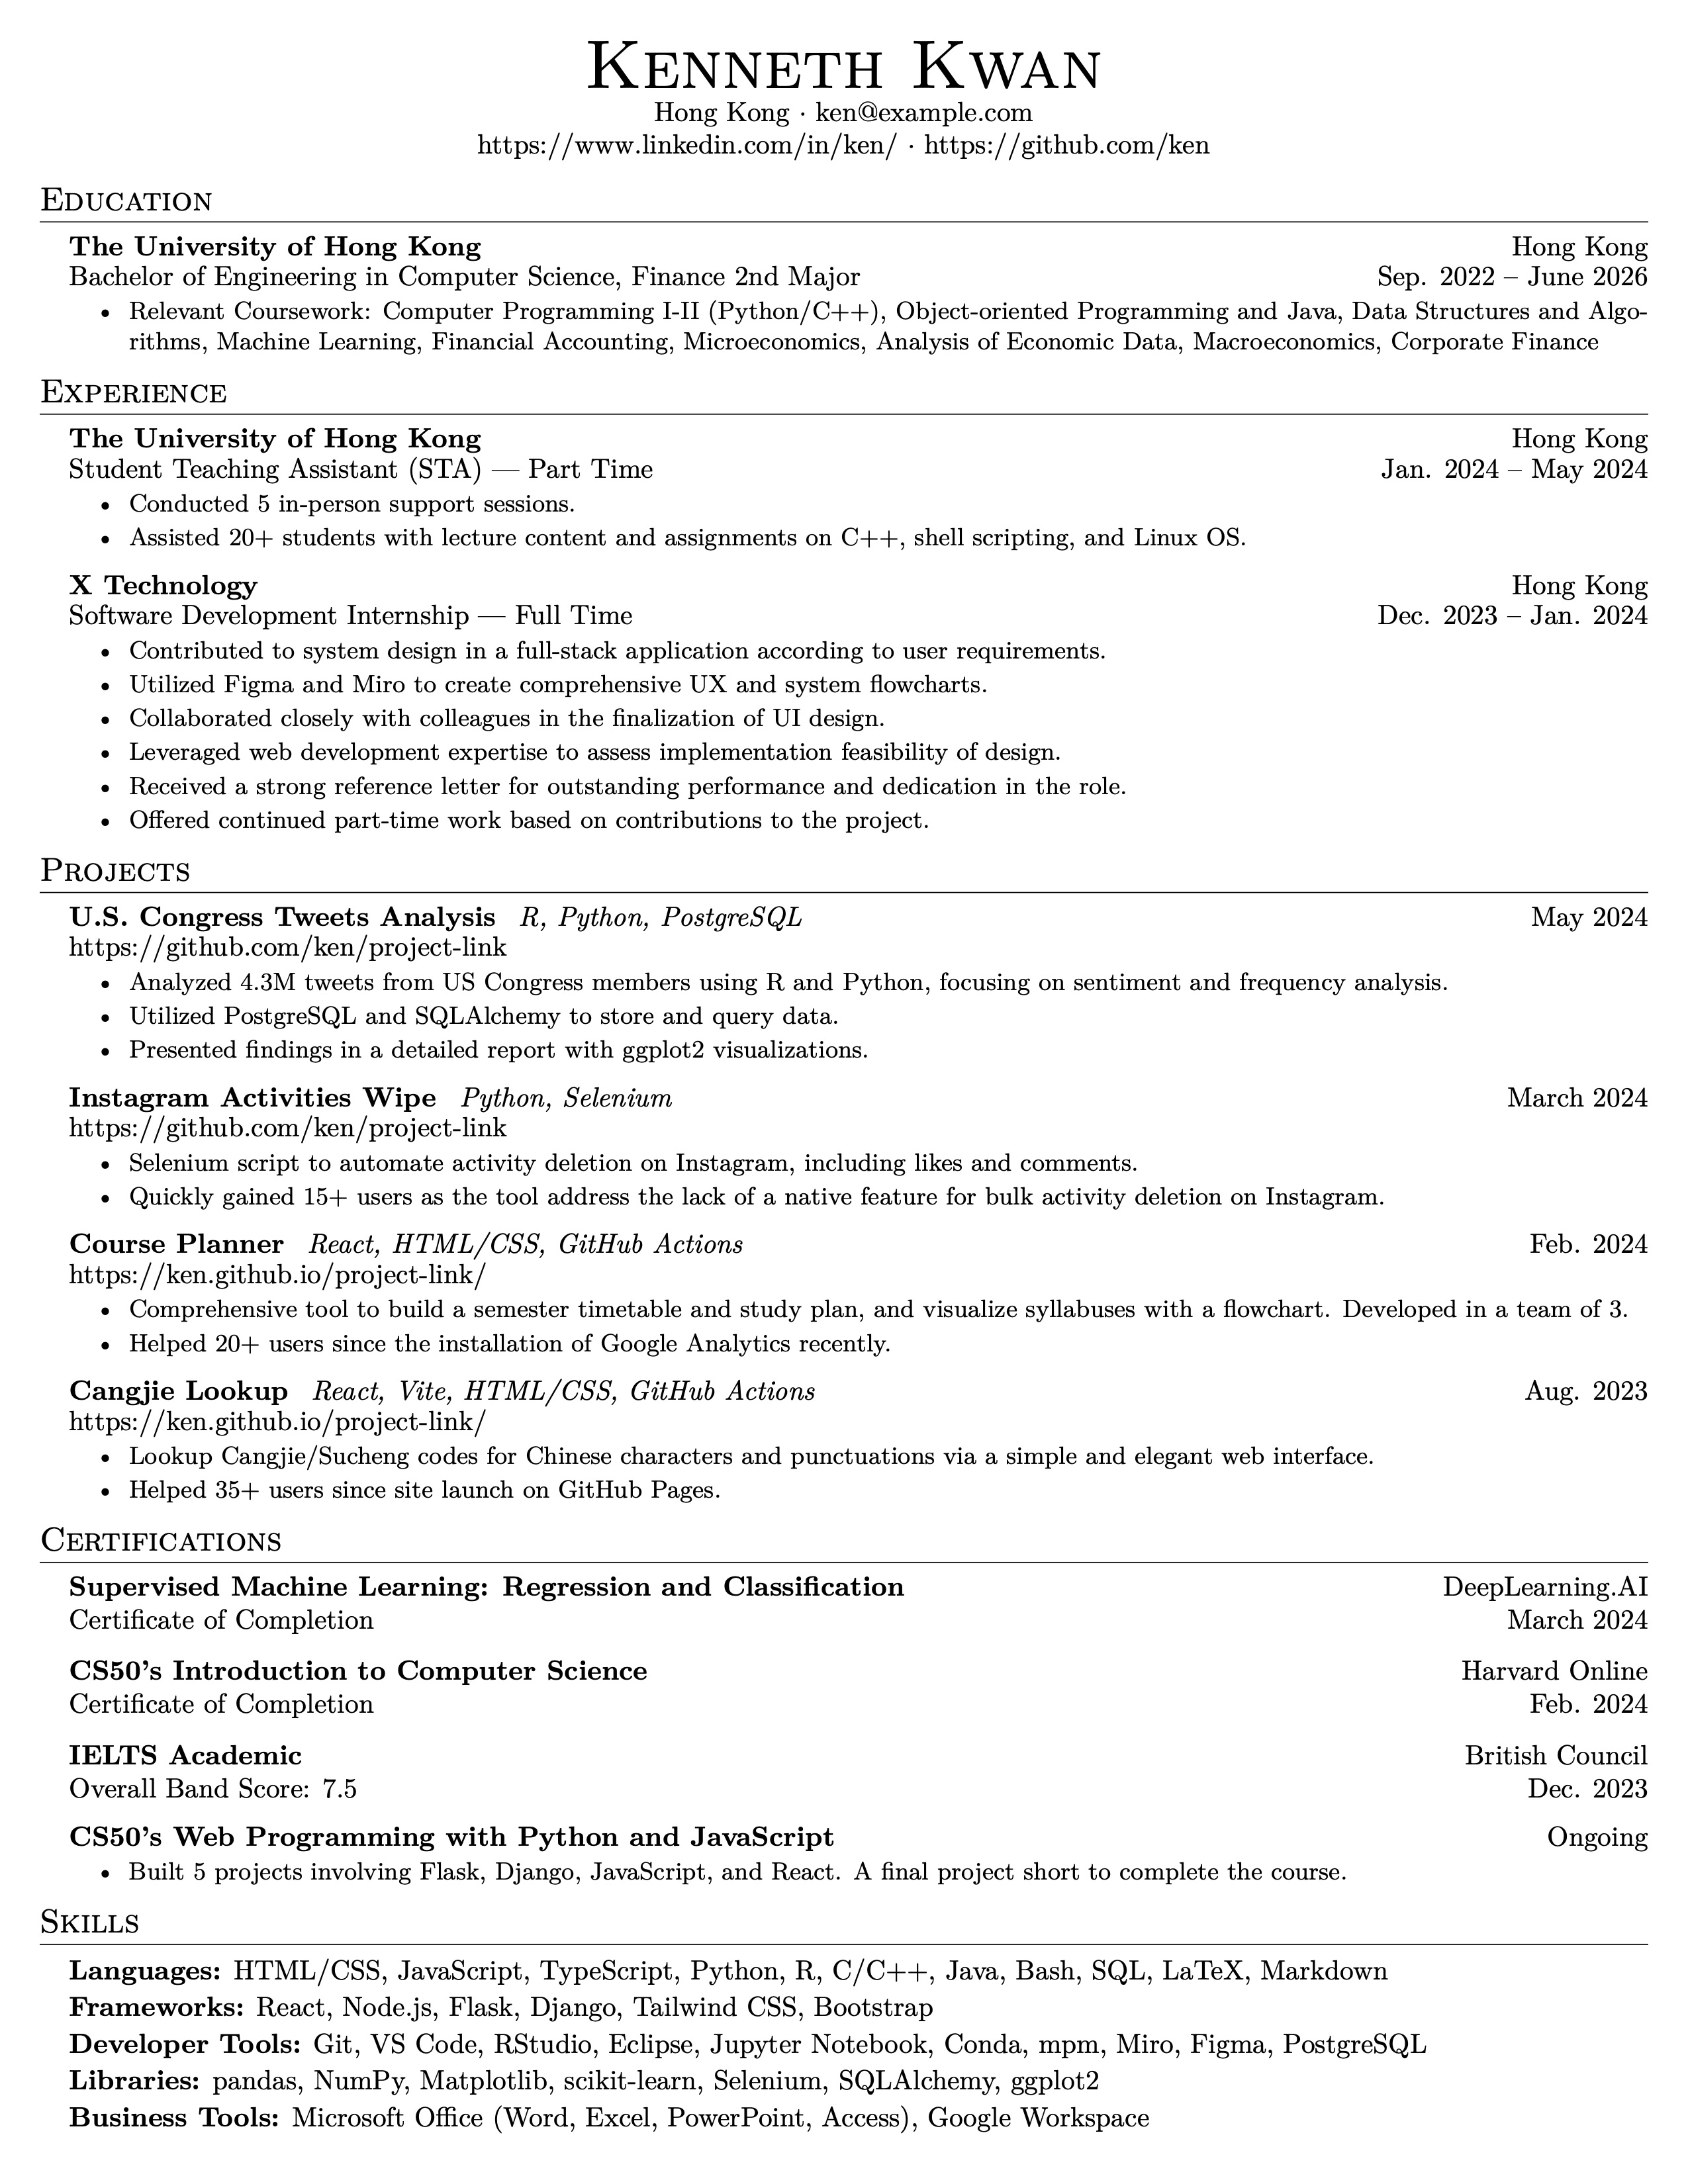 Kenneth Kwan
Hong Kong · ken@example.com
https://www.linkedin.com/in/ken/ · https://github.com/ken
Education
The University of Hong Kong Hong Kong
Bachelor of Engineering in Computer Science, Finance 2nd Major Sep. 2022 – June 2026
• Relevant Coursework: Computer Programming I-II (Python/C++), Object-oriented Programming and Java, Data Structures and Algo-
rithms, Machine Learning, Financial Accounting, Microeconomics, Analysis of Economic Data, Macroeconomics, Corporate Finance
Experience
The University of Hong Kong Hong Kong
Student Teaching Assistant (STA) — Part Time Jan. 2024 – May 2024
• Conducted 5 in-person support sessions.
• Assisted 20+ students with lecture content and assignments on C++, shell scripting, and Linux OS.
X Technology Hong Kong
Software Development Internship — Full Time Dec. 2023 – Jan. 2024
• Contributed to system design in a full-stack application according to user requirements.
• Utilized Figma and Miro to create comprehensive UX and system flowcharts.
• Collaborated closely with colleagues in the finalization of UI design.
• Leveraged web development expertise to assess implementation feasibility of design.
• Received a strong reference letter for outstanding performance and dedication in the role.
• Offered continued part-time work based on contributions to the project.
Projects
U.S. Congress Tweets Analysis R, Python, PostgreSQL May 2024
https://github.com/ken/project-link
• Analyzed 4.3M tweets from US Congress members using R and Python, focusing on sentiment and frequency analysis.
• Utilized PostgreSQL and SQLAlchemy to store and query data.
• Presented findings in a detailed report with ggplot2 visualizations.
Instagram Activities Wipe Python, Selenium March 2024
https://github.com/ken/project-link
• Selenium script to automate activity deletion on Instagram, including likes and comments.
• Quickly gained 15+ users as the tool address the lack of a native feature for bulk activity deletion on Instagram.
Course Planner React, HTML/CSS, GitHub Actions Feb. 2024
https://ken.github.io/project-link/
• Comprehensive tool to build a semester timetable and study plan, and visualize syllabuses with a flowchart. Developed in a team of 3.
• Helped 20+ users since the installation of Google Analytics recently.
Cangjie Lookup React, Vite, HTML/CSS, GitHub Actions Aug. 2023
https://ken.github.io/project-link/
• Lookup Cangjie/Sucheng codes for Chinese characters and punctuations via a simple and elegant web interface.
• Helped 35+ users since site launch on GitHub Pages.
Certifications
Supervised Machine Learning: Regression and Classification DeepLearning.AI
Certificate of Completion March 2024
CS50's Introduction to Computer Science Harvard Online
Certificate of Completion Feb. 2024
IELTS Academic British Council
Overall Band Score: 7.5 Dec. 2023
CS50's Web Programming with Python and JavaScript Ongoing
• Built 5 projects involving Flask, Django, JavaScript, and React. A final project short to complete the course.
Skills
Languages: HTML/CSS, JavaScript, TypeScript, Python, R, C/C++, Java, Bash, SQL, LaTeX, Markdown
Frameworks: React, Node.js, Flask, Django, Tailwind CSS, Bootstrap
Developer Tools: Git, VS Code, RStudio, Eclipse, Jupyter Notebook, Conda, mpm, Miro, Figma, PostgreSQL
Libraries: pandas, NumPy, Matplotlib, scikit-learn, Selenium, SQLAlchemy, ggplot2
Business Tools: Microsoft Office (Word, Excel, PowerPoint, Access), Google Workspace